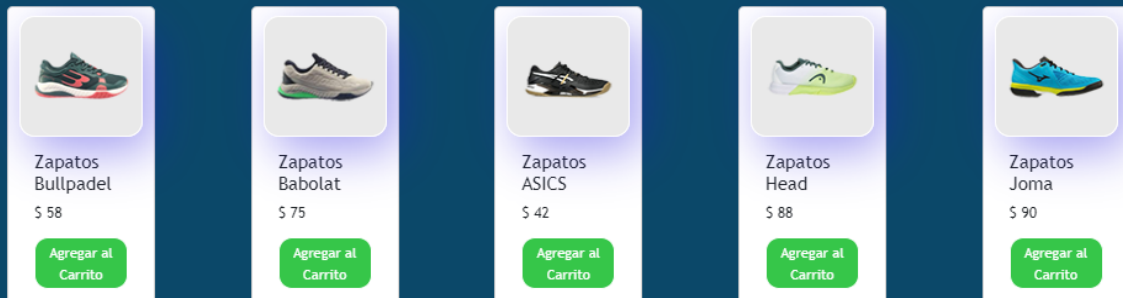 Zapatos
Bullpadel
$ 58
Agregar al
Carrito
Zapatos
Babolat
$ 75
Agregar al
Carrito
Zapatos
ASICS
$ 42
Agregar al
Carrito
Zapatos
Head
$ 88
Agregar al
Carrito
Zapatos
Joma
$ 90
Agregar al
Carrito